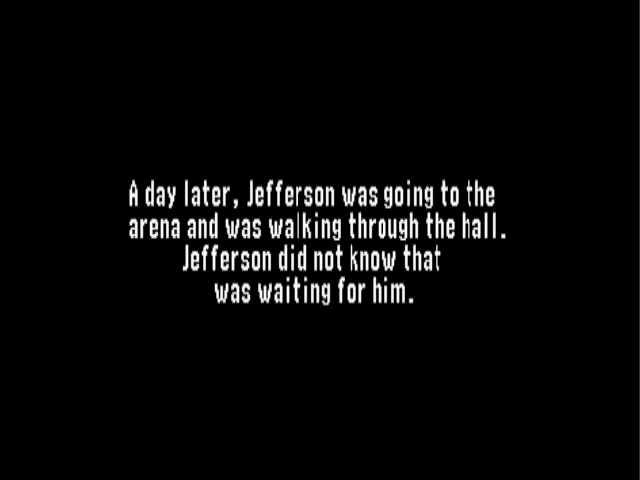 A day later, Jefferson was going to the
arena and was walking through the hall.
Jefferson did not know that
was waiting for him.